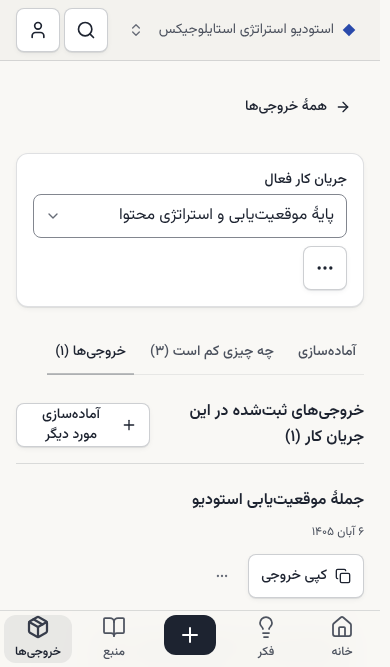 استودیو استراتژی استایلوجیکس
همهٔ خروجی‌ها
جریان کار فعال
پایهٔ موقعیت‌یابی و استراتژی محتوا
...
آماده‌سازی
چه چیزی کم است (۳)
خروجی‌ها (۱)
خروجی‌های ثبت‌شده در این
جریان کار (۱)
آماده‌سازی
مورد دیگر
جملهٔ موقعیت‌یابی استودیو
۶ آبان ۱۴۰۵
کپی خروجی
...
خانه
فکر
منبع
خروجی‌ها